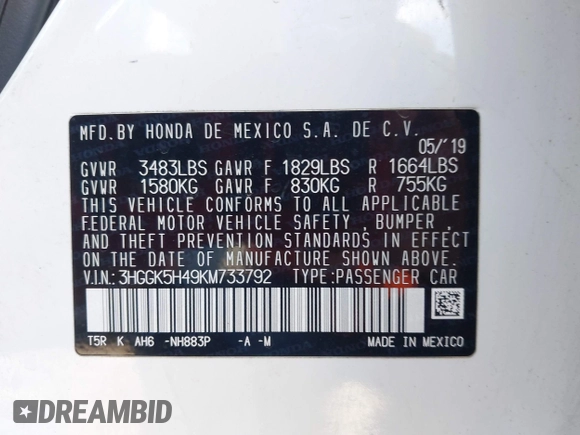 MFD.BY HONDA DE MEXICO S.A. DE C.V.
05/'19
GVWR 3483LBS GAWR F 1829LBS R 1664LBS
GVWR 1580KG GAWR F 830KG R 755KG
THIS VEHICLE CONFORMS TO ALL APPLICABLE
FEDERAL MOTOR VEHICLE SAFETY, BUMPER,
AND THEFT PREVENTION STANDARDS IN EFFECT
ON THE DATE OF MANUFACTURE SHOWN ABOVE.
V.I.N.: 3HGGK5H49KM733792 TYPE:PASSENGER CAR
T5R K AH6 -NH883P -A -M MADE IN MEXICO
DREAMBID